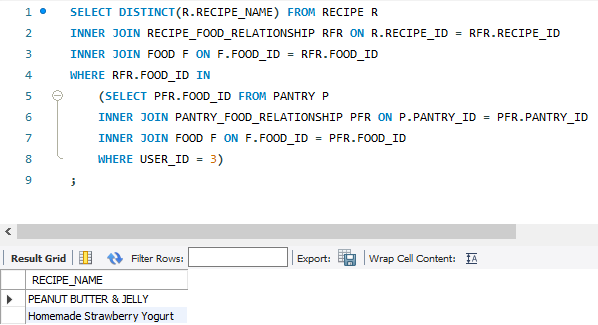 1 SELECT DISTINCT(R.RECIPE_NAME) FROM RECIPE R
2 INNER JOIN RECIPE_FOOD_RELATIONSHIP RFR ON R.RECIPE_ID = RFR.RECIPE_ID
3 INNER JOIN FOOD F ON F.FOOD_ID = RFR.FOOD_ID
4 WHERE RFR.FOOD_ID IN
5 (SELECT PFR.FOOD_ID FROM PANTRY P
6 INNER JOIN PANTRY_FOOD_RELATIONSHIP PFR ON P.PANTRY_ID = PFR.PANTRY_ID
7 INNER JOIN FOOD F ON F.FOOD_ID = PFR.FOOD_ID
8 WHERE USER_ID = 3)
9 ;
Result Grid Filter Rows: Export: Wrap Cell Content: IA
RECIPE_NAME
PEANUT BUTTER & JELLY
Homemade Strawberry Yogurt